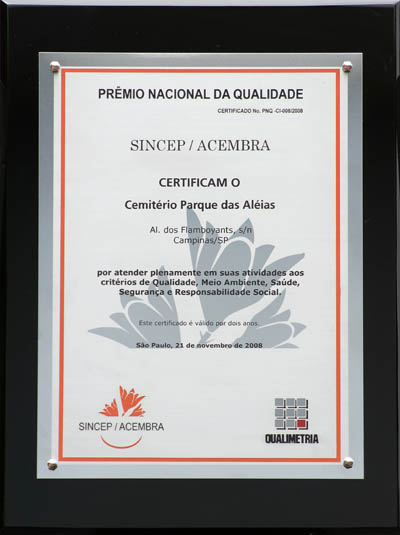 PRÊMIO NACIONAL DA QUALIDADE
CERTIFICADO No. PNQ -CI-006/2008
SINCEP / ACEMBRA
CERTIFICAM O
Cemitério Parque das Aléias
Al. dos Flamboyants, s/n
Campinas/SP
por atender plenamente em suas atividades aos
critérios de Qualidade, Meio Ambiente, Saúde,
Segurança e Responsabilidade Social.
Este certificado é válido por dois anos.
São Paulo, 21 de novembro de 2008
SINCEP / ACEMBRA
QUALIMETRIA